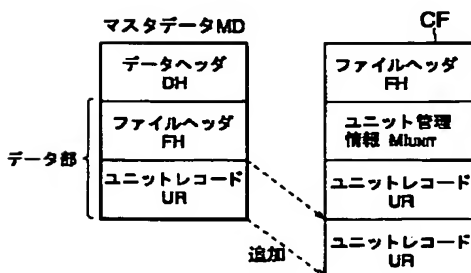 マスタデータMD
データヘッダ
DH
ファイルヘッダ
FH
ユニットレコード
UR
データ部
追加
CF
ファイルヘッダ
FH
ユニット管理
情報 MIUNIT
ユニットレコード
UR
ユニットレコード
UR